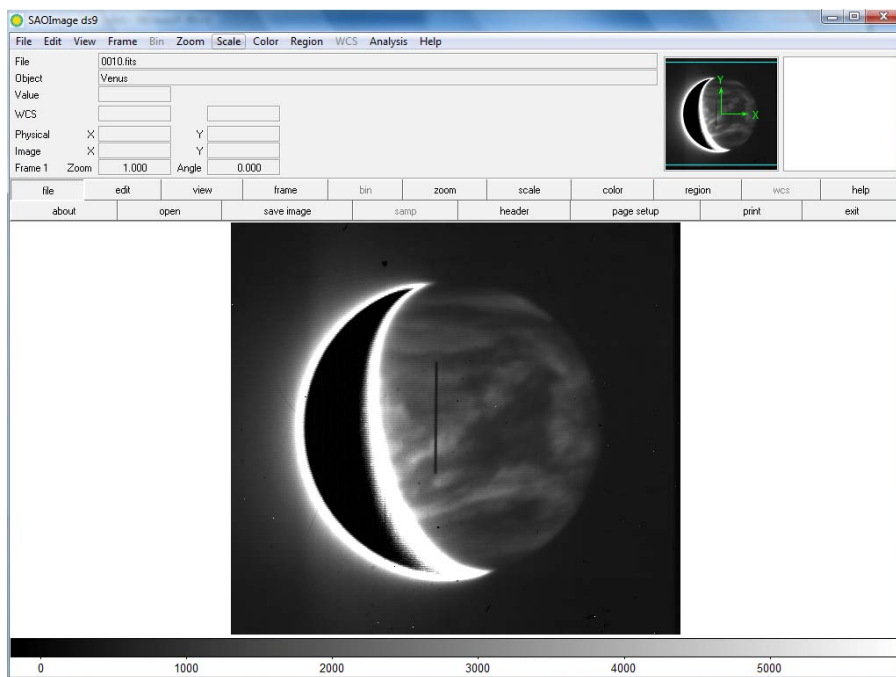 SAOImage ds9
File Edit View Frame Bin Zoom Scale Color Region WCS Analysis Help
File 0010.fits
Object Venus
Value
WCS
Physical X Y
Image X Y
Frame 1 Zoom 1.000 Angle 0.000
Y
X
file edit view frame bin zoom scale color region wcs help
about open save image samp header page setup print exit
0 1000 2000 3000 4000 5000